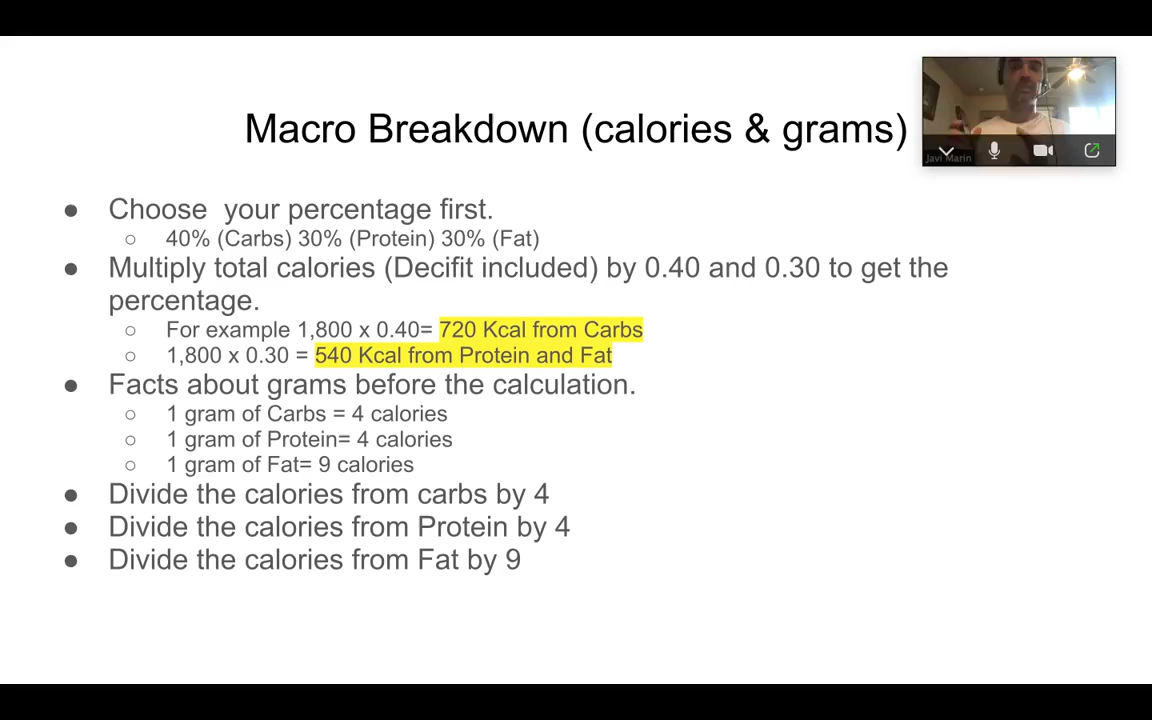 Macro Breakdown (calories & grams)
Javi Marin
● Choose  your percentage first.
○ 40% (Carbs) 30% (Protein) 30% (Fat)
● Multiply total calories (Decifit included) by 0.40 and 0.30 to get the
percentage.
○ For example 1,800 x 0.40= 720 Kcal from Carbs
○ 1,800 x 0.30 = 540 Kcal from Protein and Fat
● Facts about grams before the calculation.
○ 1 gram of Carbs = 4 calories
○ 1 gram of Protein= 4 calories
○ 1 gram of Fat= 9 calories
● Divide the calories from carbs by 4
● Divide the calories from Protein by 4
● Divide the calories from Fat by 9